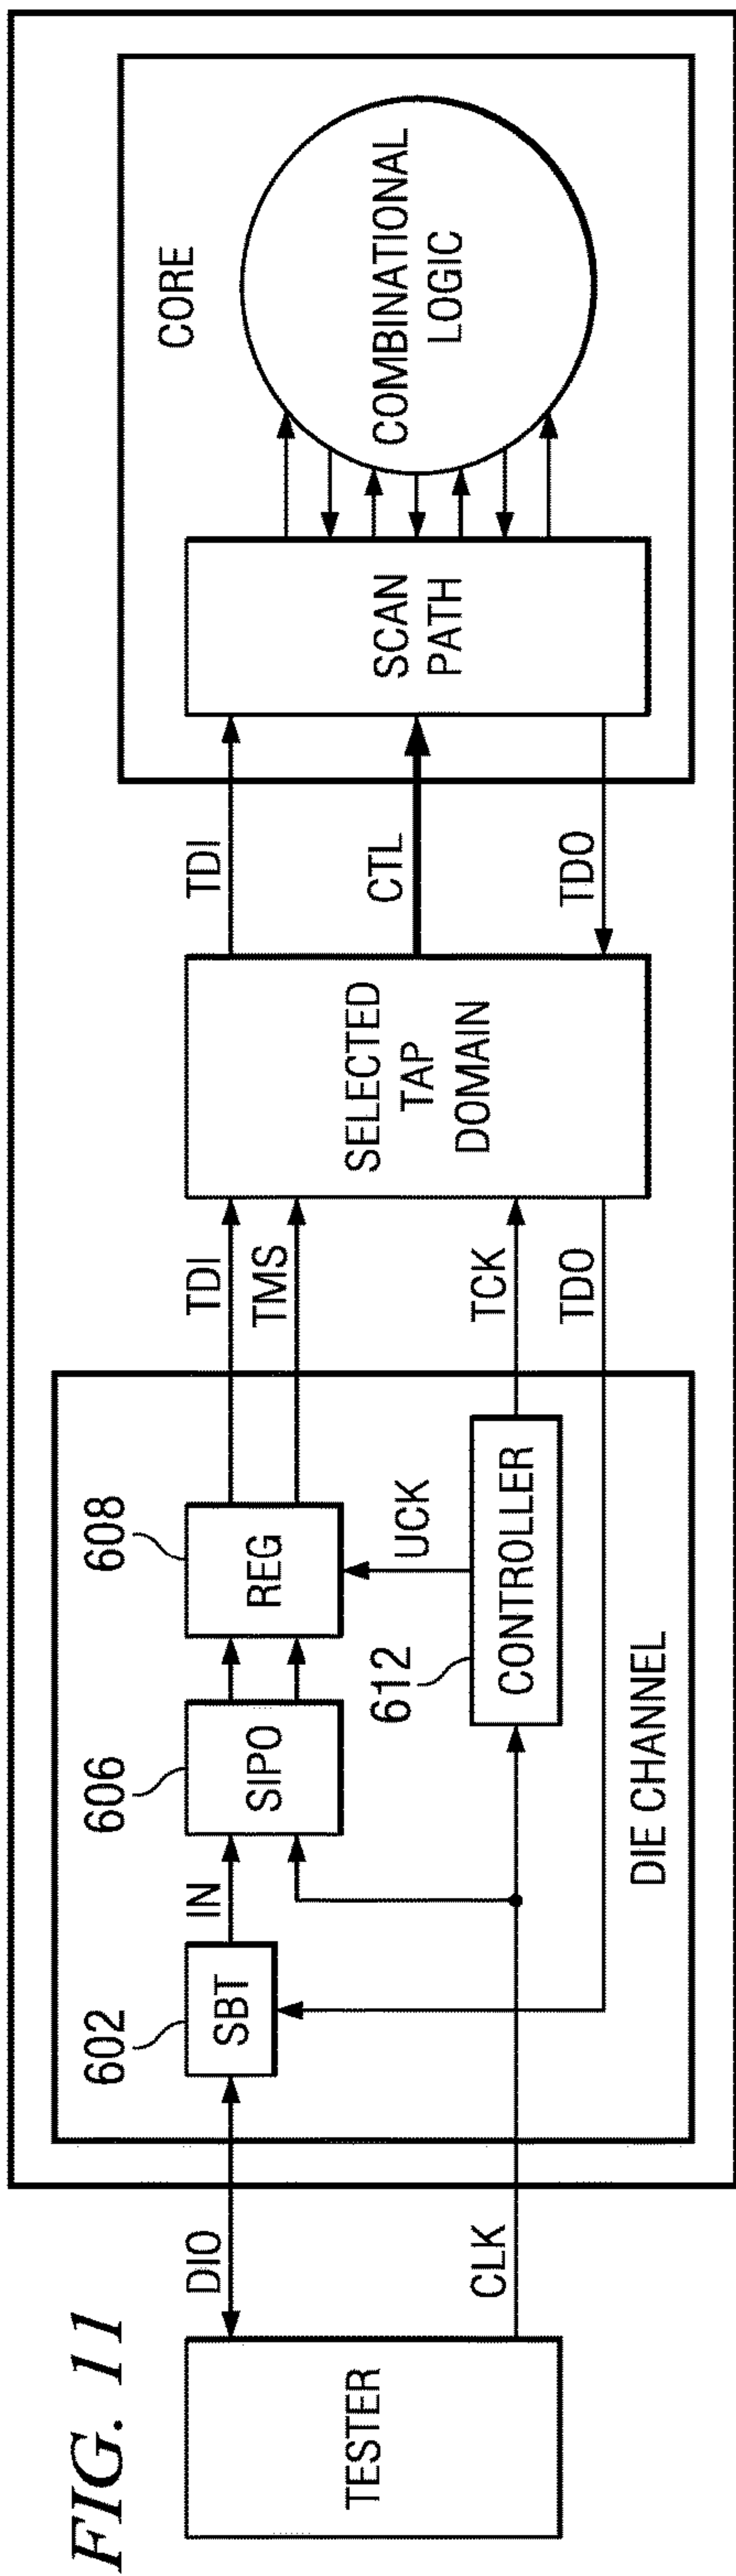 FIG. 11
TESTER
DIO
CLK
602
SBT
IN
606
SIPO
608
REG
UCK
612
CONTROLLER
DIE CHANNEL
TDI
TMS
TCK
TDO
SELECTED
TAP
DOMAIN
TDI
CTL
TDO
CORE
SCAN
PATH
COMBINATIONAL
LOGIC